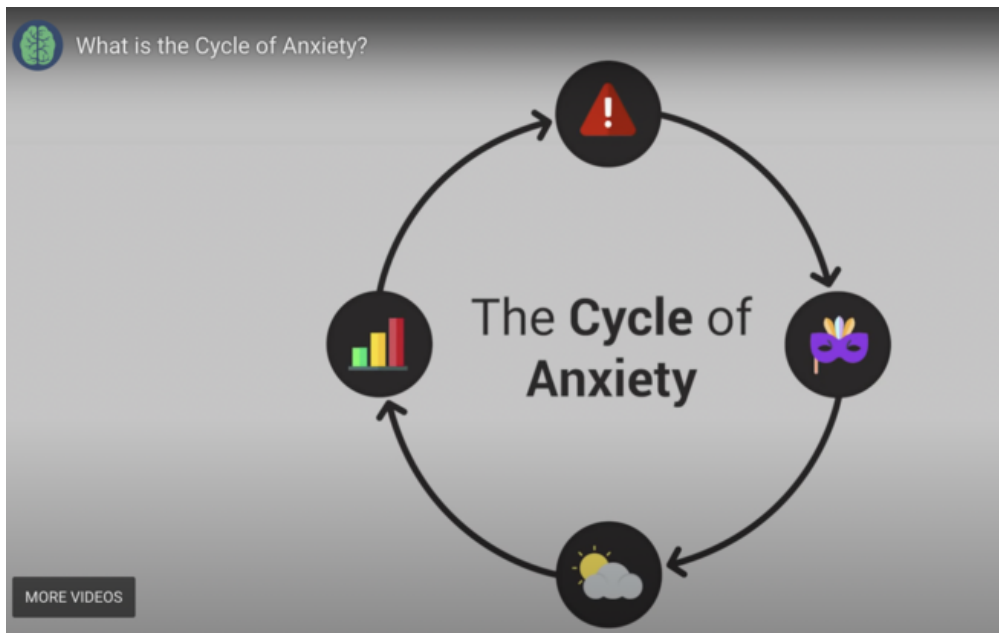 What is the Cycle of Anxiety?
!
The Cycle of
Anxiety
MORE VIDEOS